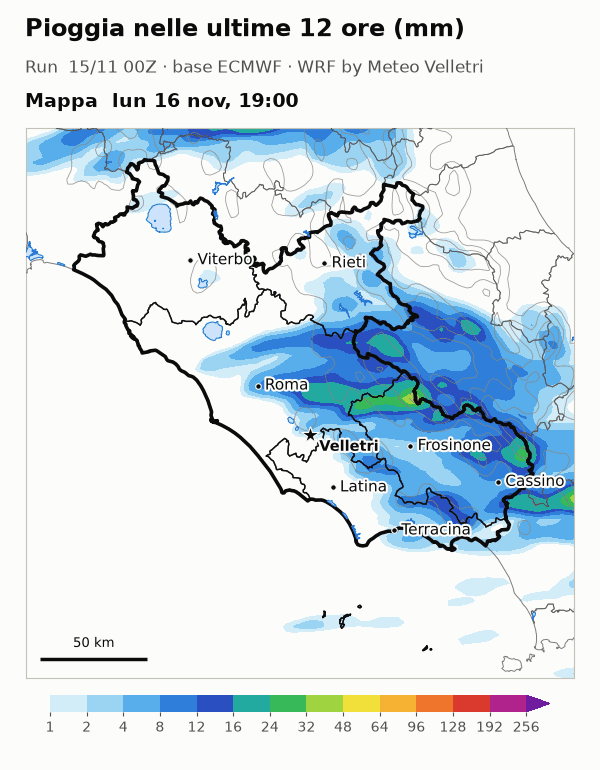 Pioggia nelle ultime 12 ore (mm)
Run 15/11 00Z · base ECMWF · WRF by Meteo Velletri
Mappa lun 16 nov, 19:00
Viterbo
Rieti
Roma
Velletri
Frosinone
Latina
Cassino
Terracina
50 km
1 2 4 8 12 16 24 32 48 64 96 128 192 256